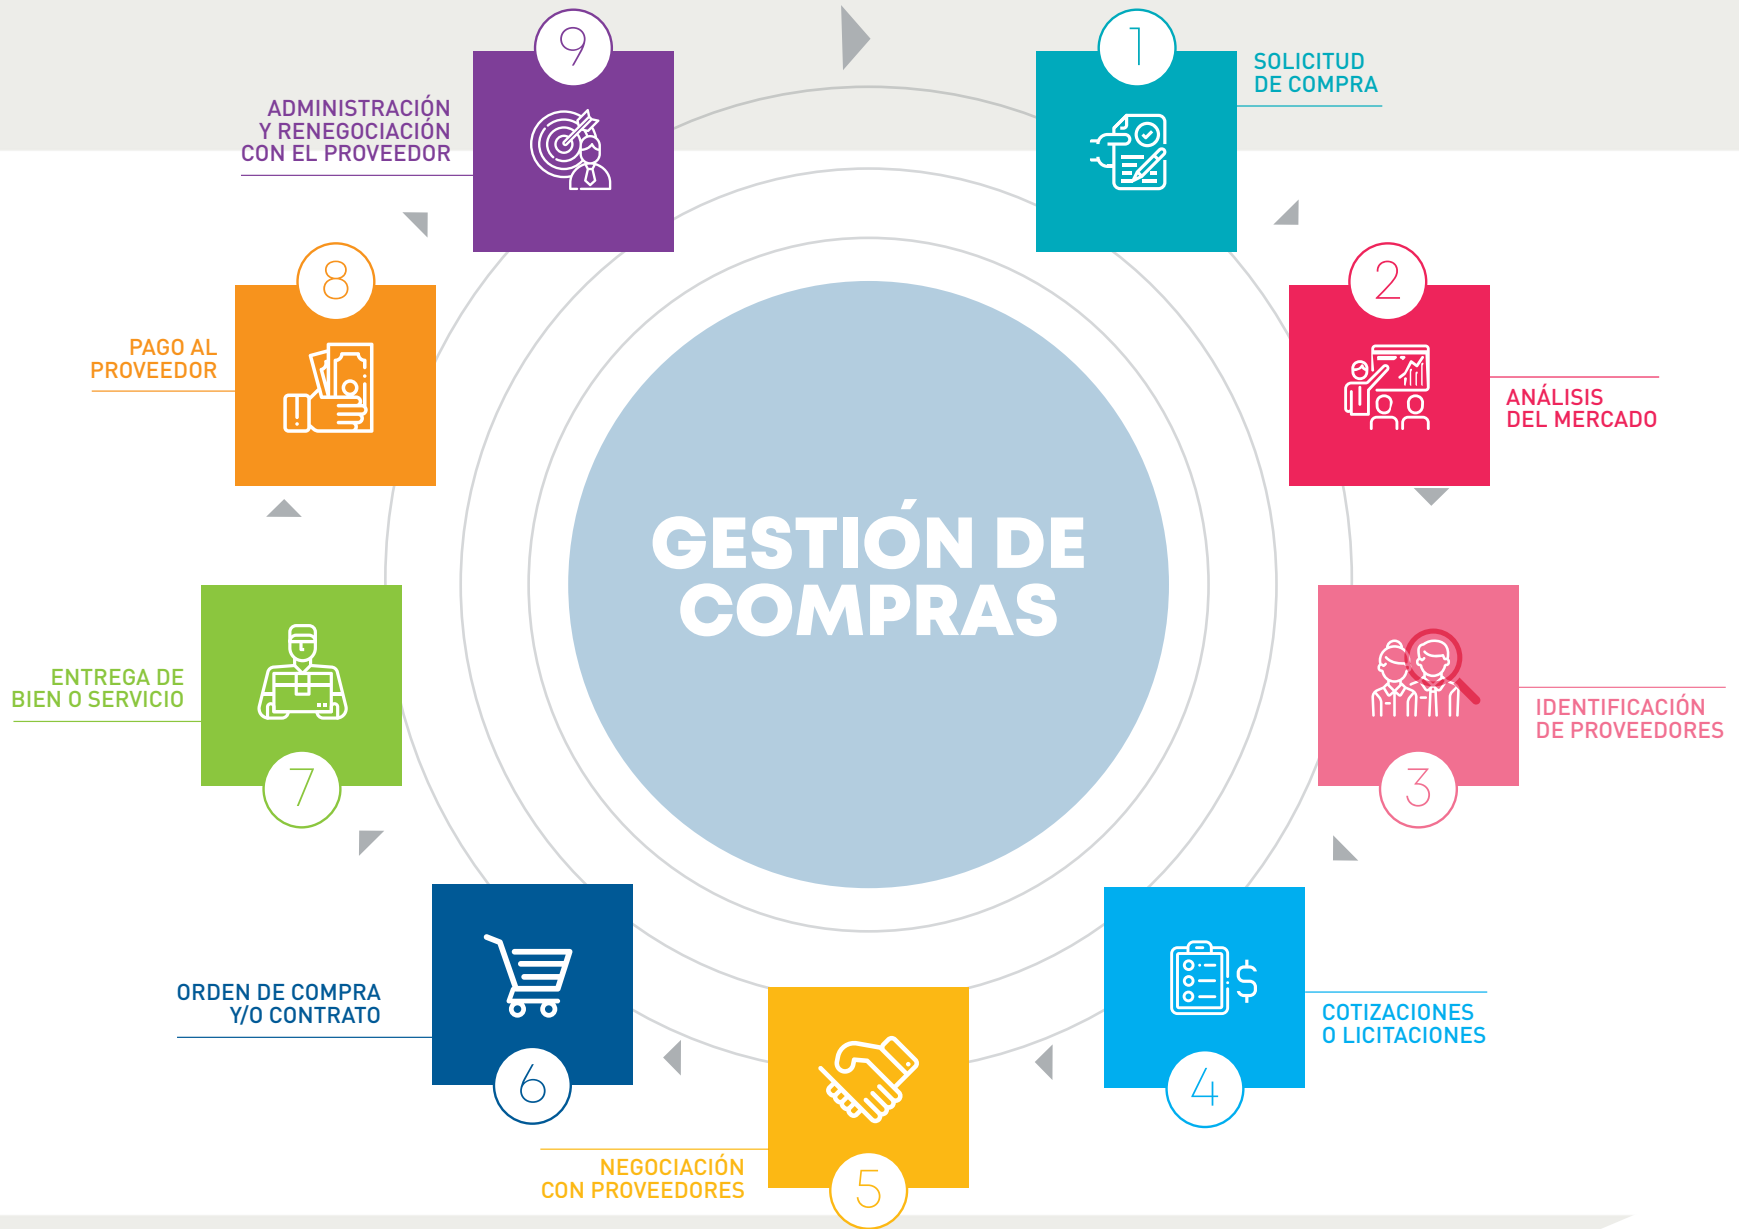 GESTIÓN DE
COMPRAS
1
SOLICITUD
DE COMPRA
2
ANÁLISIS
DEL MERCADO
3
IDENTIFICACIÓN
DE PROVEEDORES
4
COTIZACIONES
O LICITACIONES
$
5
NEGOCIACIÓN
CON PROVEEDORES
6
ORDEN DE COMPRA
Y/O CONTRATO
7
ENTREGA DE
BIEN O SERVICIO
8
PAGO AL
PROVEEDOR
9
ADMINISTRACIÓN
Y RENEGOCIACIÓN
CON EL PROVEEDOR